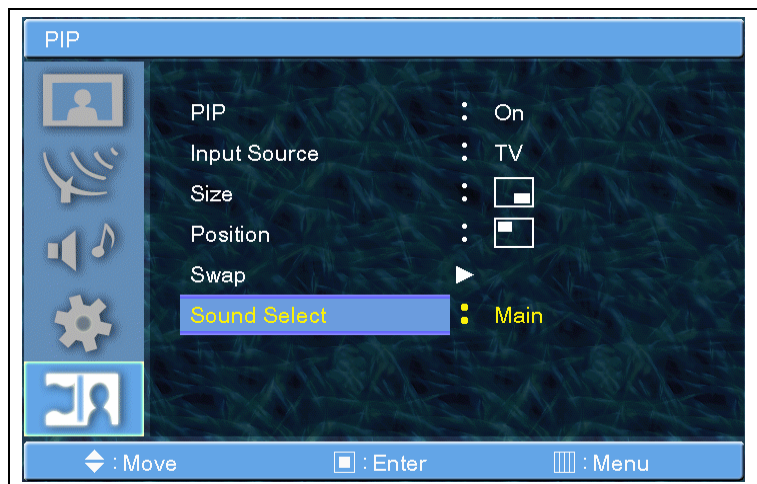 PIP
PIP : On
Input Source : TV
Size :
Position :
Swap
Sound Select : Main
: Move : Enter : Menu